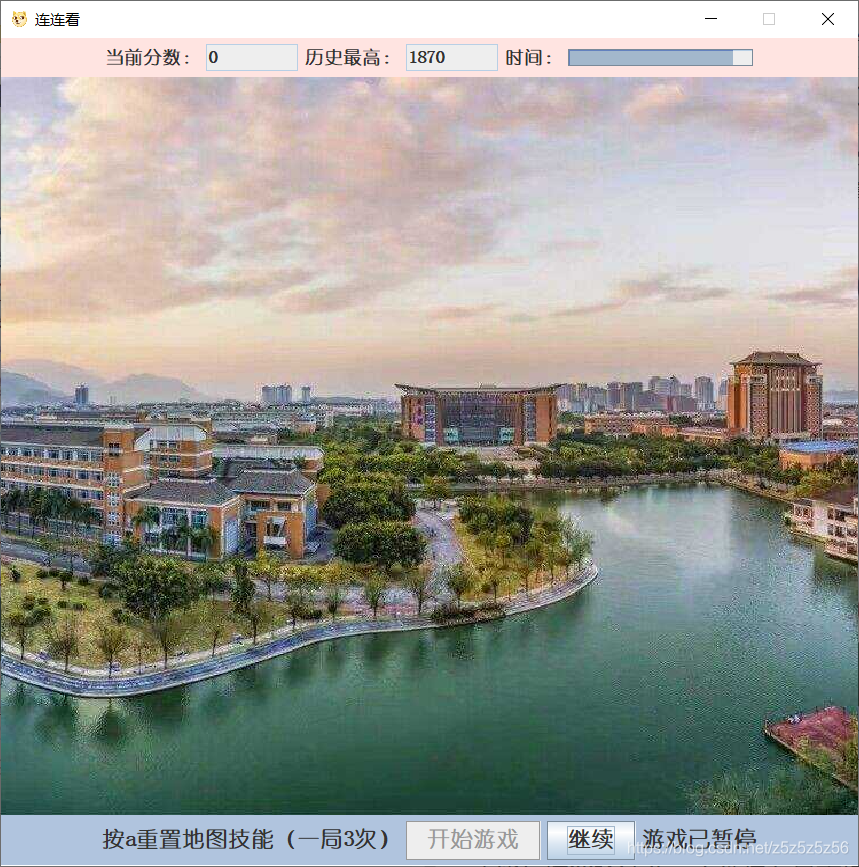 连连看
当前分数： 0 历史最高： 1870 时间：
按a重置地图技能（一局3次） 开始游戏 继续 游戏已暂停
https://blog.csdn.net/z5z5z5z56